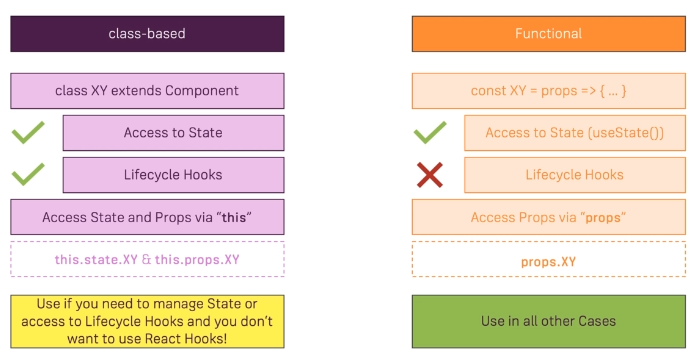 class-based
Functional
class XY extends Component
const XY = props => { ... }
Access to State
Access to State (useState())
Lifecycle Hooks
Lifecycle Hooks
Access State and Props via “this”
Access Props via “props”
this.state.XY & this.props.XY
props.XY
Use if you need to manage State or
access to Lifecycle Hooks and you don’t
want to use React Hooks!
Use in all other Cases